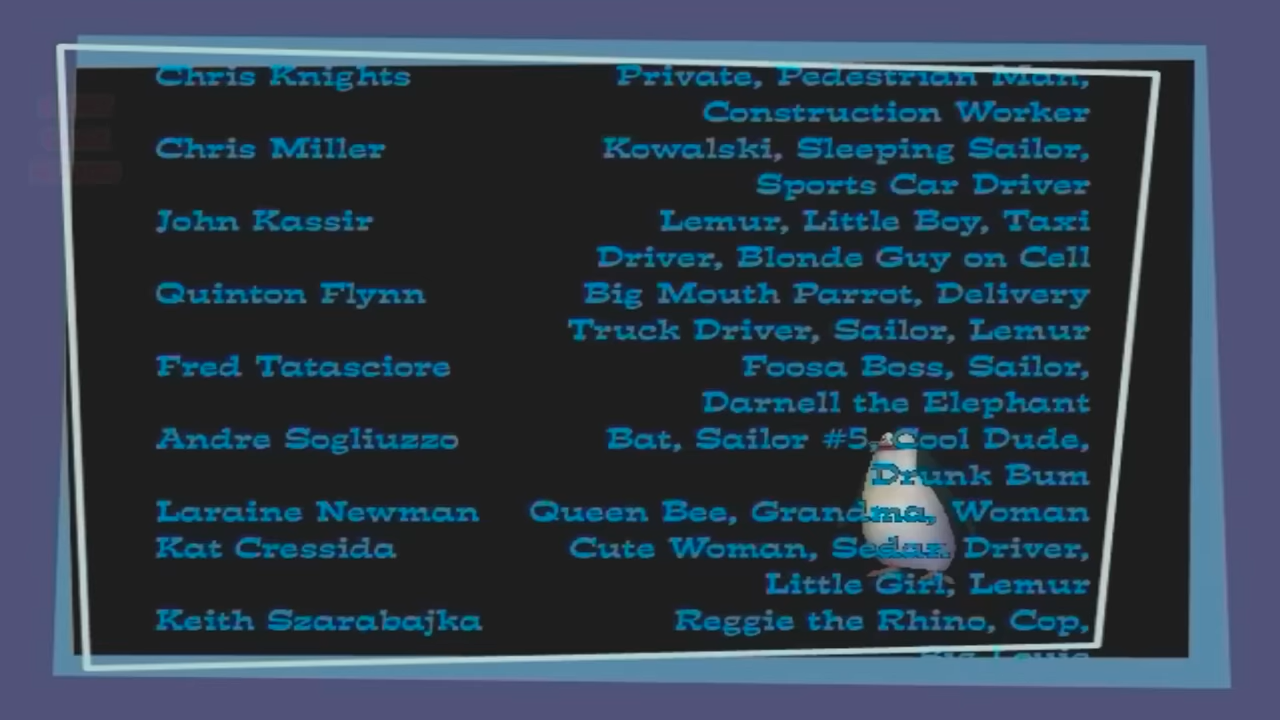 Chris Knights Private, Pedestrian Man,
Construction Worker
Chris Miller Kowalski, Sleeping Sailor,
Sports Car Driver
John Kassir Lemur, Little Boy, Taxi
Driver, Blonde Guy on Cell
Quinton Flynn Big Mouth Parrot, Delivery
Truck Driver, Sailor, Lemur
Fred Tatasciore Foosa Boss, Sailor,
Darnell the Elephant
Andre Sogliuzzo Bat, Sailor #5, Cool Dude,
Drunk Bum
Laraine Newman Queen Bee, Grandma, Woman
Kat Cressida Cute Woman, Sedan Driver,
Little Girl, Lemur
Keith Szarabajka Reggie the Rhino, Cop,
Big Louie